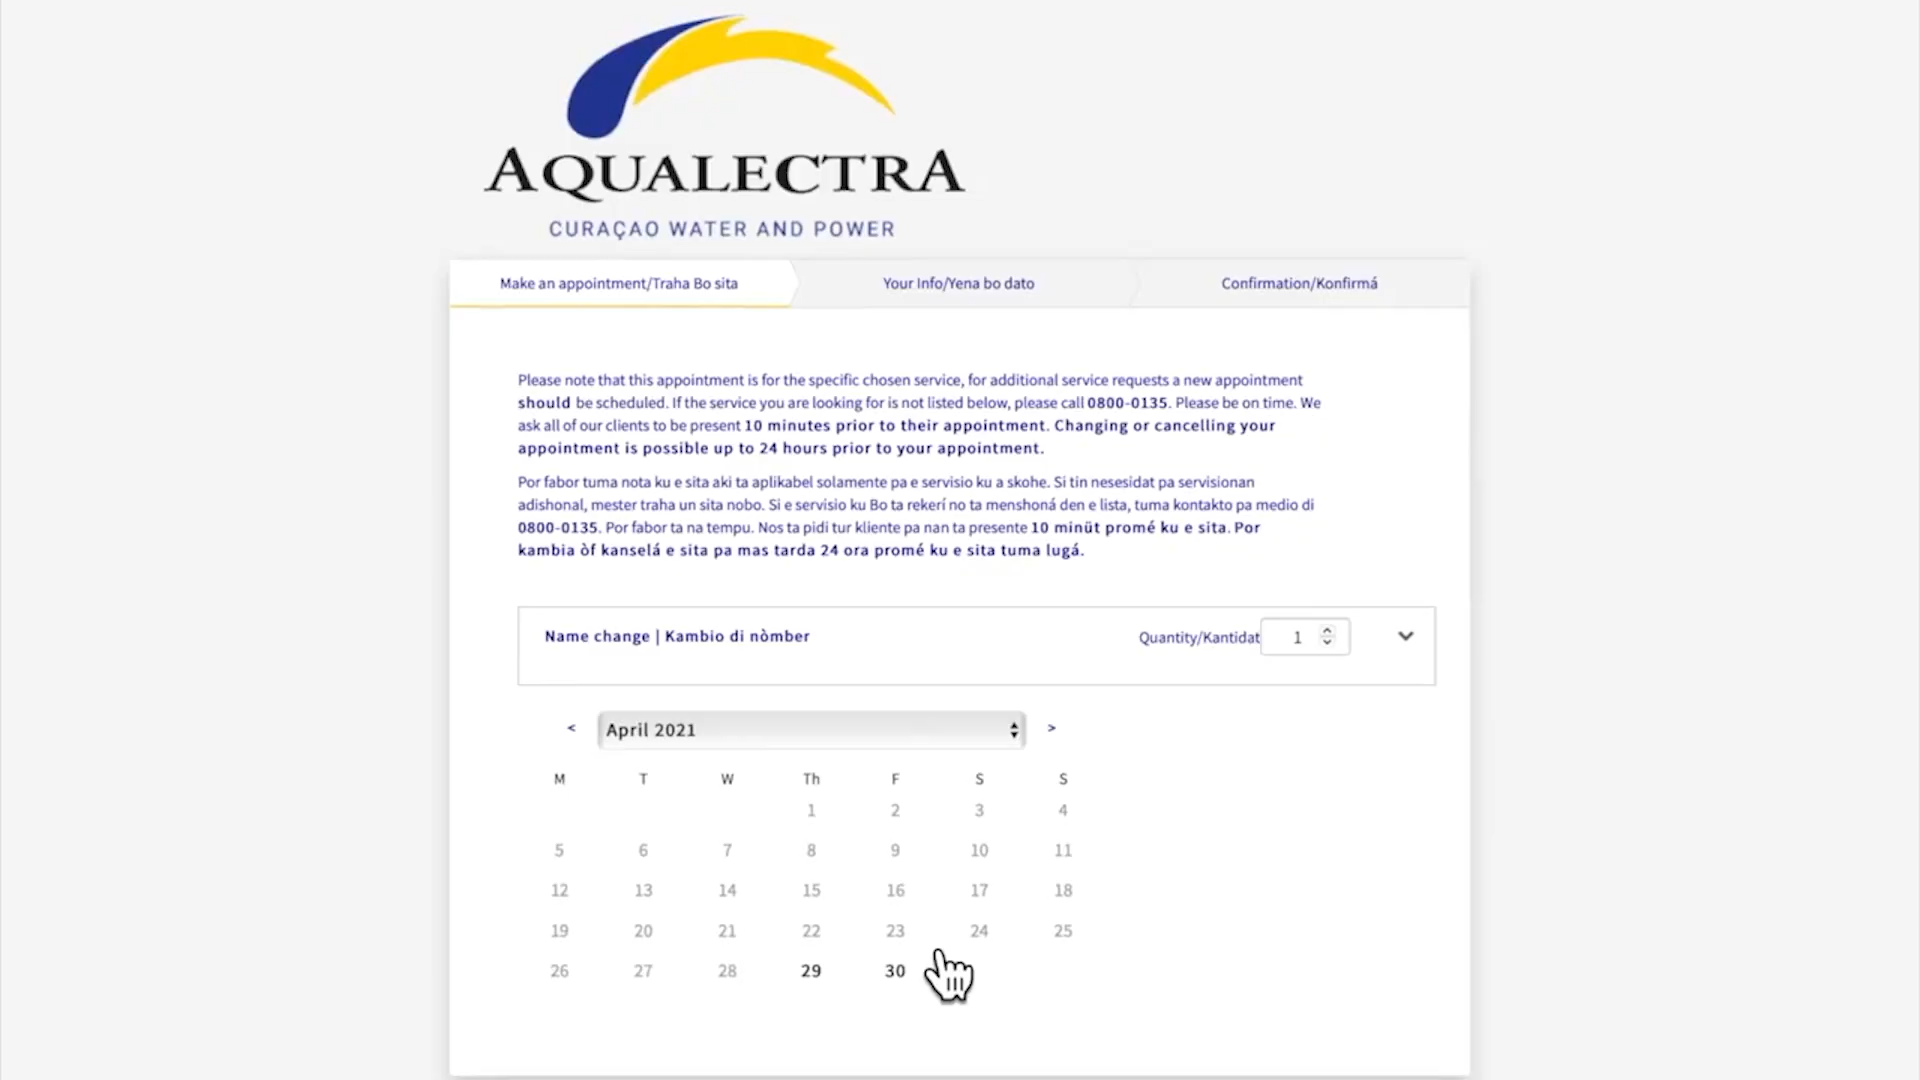 AQUALECTRA
CURAÇAO WATER AND POWER
Make an appointment/Traha Bo sita
Your Info/Yena bo dato
Confirmation/Konfirmá
Please note that this appointment is for the specific chosen service, for additional service requests a new appointment
should be scheduled. If the service you are looking for is not listed below, please call 0800-0135. Please be on time. We
ask all of our clients to be present 10 minutes prior to their appointment. Changing or cancelling your
appointment is possible up to 24 hours prior to your appointment.
Por fabor tuma nota ku e sita aki ta aplikabel solamente pa e servisio ku a skohe. Si tin nesesidat pa servisionan
adishonal, mester traha un sita nobo. Si e servisio ku Bo ta rekerí no ta menshoná den e lista, tuma kontakto pa medio di
0800-0135. Por fabor ta na tempu. Nos ta pidi tur kliente pa nan ta presente 10 minüt promé ku e sita. Por
kambia òf kanselá e sita pa mas tarda 24 ora promé ku e sita tuma lugá.
Name change | Kambio di nòmber
Quantity/Kantidat 1
< April 2021 >
M T W Th F S S
1 2 3 4
5 6 7 8 9 10 11
12 13 14 15 16 17 18
19 20 21 22 23 24 25
26 27 28 29 30